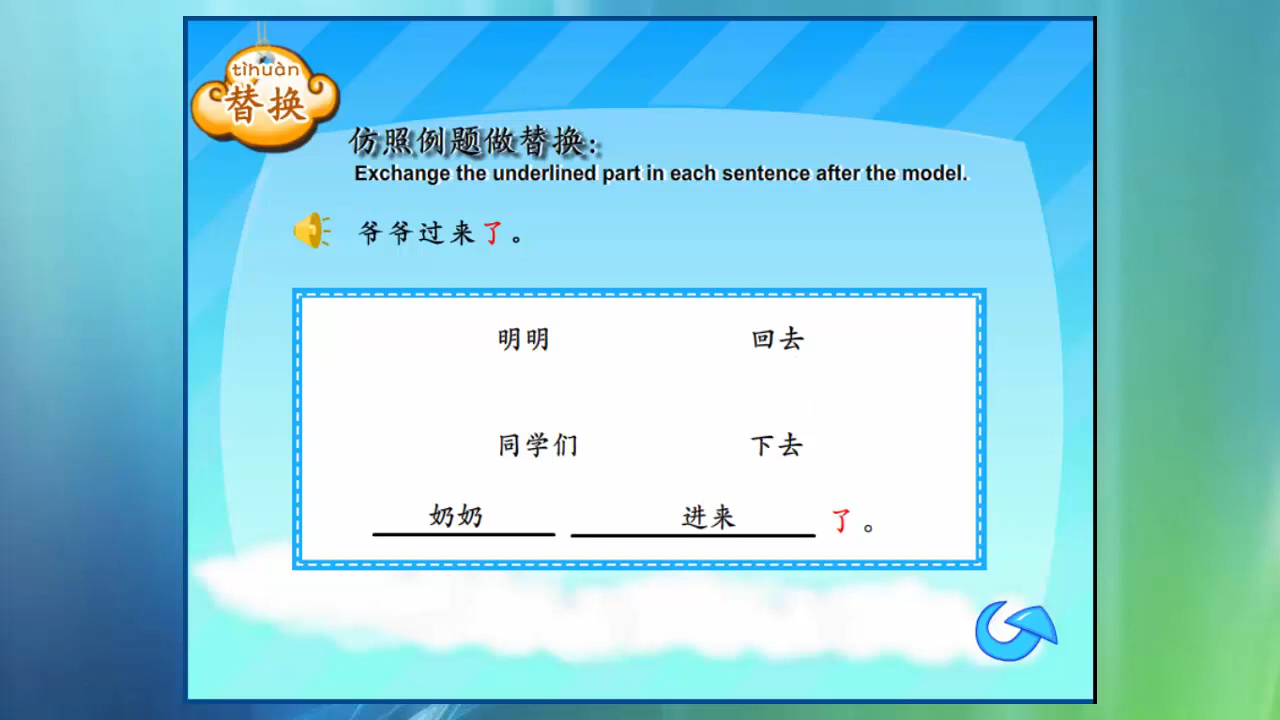 tìhuàn
替换
仿照例题做替换:
Exchange the underlined part in each sentence after the model.
爷爷过来了。
明明 回去
同学们 下去
奶奶 进来 了。